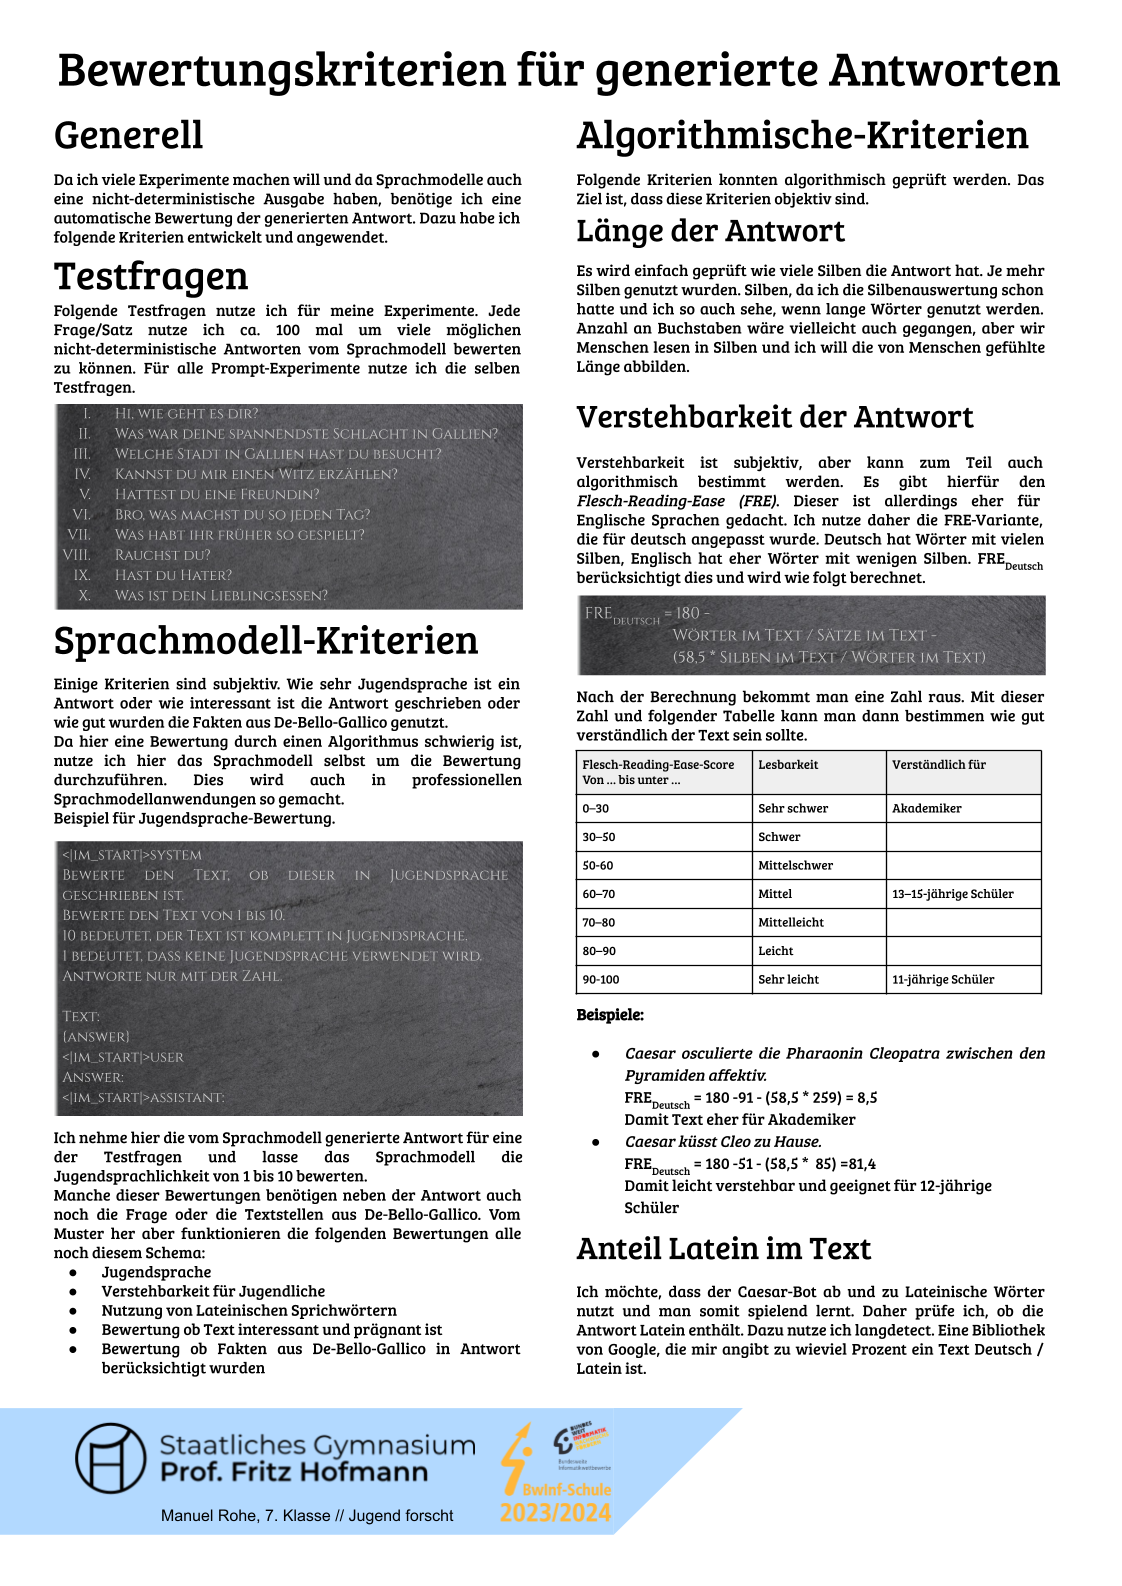 Bewertungskriterien für generierte Antworten
Generell
Da ich viele Experimente machen will und da Sprachmodelle auch
eine nicht-deterministische Ausgabe haben, benötige ich eine
automatische Bewertung der generierten Antwort. Dazu habe ich
folgende Kriterien entwickelt und angewendet.
Testfragen
Folgende Testfragen nutze ich für meine Experimente. Jede
Frage/Satz nutze ich ca. 100 mal um viele möglichen
nicht-deterministische Antworten vom Sprachmodell bewerten
zu können. Für alle Prompt-Experimente nutze ich die selben
Testfragen.
I. Hi, wie geht es dir?
II. Was war deine spannendste Schlacht in Gallien?
III. Welche Stadt in Gallien hast du besucht?
IV. Kannst du mir einen Witz erzählen?
V. Hattest du eine Freundin?
VI. Bro, was machst du so jeden Tag?
VII. Was habt ihr früher so gespielt?
VIII. Rauchst du?
IX. Hast du Hater?
X. Was ist dein Lieblingsessen?
Sprachmodell-Kriterien
Einige Kriterien sind subjektiv. Wie sehr Jugendsprache ist ein
Antwort oder wie interessant ist die Antwort geschrieben oder
wie gut wurden die Fakten aus De-Bello-Gallico genutzt.
Da hier eine Bewertung durch einen Algorithmus schwierig ist,
nutze ich hier das Sprachmodell selbst um die Bewertung
durchzuführen. Dies wird auch in professionellen
Sprachmodellanwendungen so gemacht.
Beispiel für Jugendsprache-Bewertung.
<|im_start|>system
Bewerte den Text, ob dieser in Jugendsprache
geschrieben ist.
Bewerte den Text von 1 bis 10.
10 bedeutet, der Text ist komplett in Jugendsprache.
1 bedeutet, dass keine Jugendsprache verwendet wird.
Antworte nur mit der Zahl.
Text:
{answer}
<|im_start|>user
Answer:
<|im_start|>assistant:
Ich nehme hier die vom Sprachmodell generierte Antwort für eine
der Testfragen und lasse das Sprachmodell die
Jugendsprachlichkeit von 1 bis 10 bewerten.
Manche dieser Bewertungen benötigen neben der Antwort auch
noch die Frage oder die Textstellen aus De-Bello-Gallico. Vom
Muster her aber funktionieren die folgenden Bewertungen alle
noch diesem Schema:
● Jugendsprache
● Verstehbarkeit für Jugendliche
● Nutzung von Lateinischen Sprichwörtern
● Bewertung ob Text interessant und prägnant ist
● Bewertung ob Fakten aus De-Bello-Gallico in Antwort
berücksichtigt wurden
Algorithmische-Kriterien
Folgende Kriterien konnten algorithmisch geprüft werden. Das
Ziel ist, dass diese Kriterien objektiv sind.
Länge der Antwort
Es wird einfach geprüft wie viele Silben die Antwort hat. Je mehr
Silben genutzt wurden. Silben, da ich die Silbenauswertung schon
hatte und ich so auch sehe, wenn lange Wörter genutzt werden.
Anzahl an Buchstaben wäre vielleicht auch gegangen, aber wir
Menschen lesen in Silben und ich will die von Menschen gefühlte
Länge abbilden.
Verstehbarkeit der Antwort
Verstehbarkeit ist subjektiv, aber kann zum Teil auch
algorithmisch bestimmt werden. Es gibt hierfür den
Flesch-Reading-Ease (FRE). Dieser ist allerdings eher für
Englische Sprachen gedacht. Ich nutze daher die FRE-Variante,
die für deutsch angepasst wurde. Deutsch hat Wörter mit vielen
Silben, Englisch hat eher Wörter mit wenigen Silben. FRE Deutsch
berücksichtigt dies und wird wie folgt berechnet.
FRE Deutsch = 180 -
Wörter im Text / Sätze im Text -
(58,5 * Silben im Text / Wörter im Text)
Nach der Berechnung bekommt man eine Zahl raus. Mit dieser
Zahl und folgender Tabelle kann man dann bestimmen wie gut
verständlich der Text sein sollte.
Flesch-Reading-Ease-Score Lesbarkeit Verständlich für
Von ... bis unter ...
0–30 Sehr schwer Akademiker
30–50 Schwer
50-60 Mittelschwer
60–70 Mittel 13–15-jährige Schüler
70–80 Mittelleicht
80–90 Leicht
90-100 Sehr leicht 11-jährige Schüler
Beispiele:
● Caesar osculierte die Pharaonin Cleopatra zwischen den
Pyramiden affektiv.
FRE Deutsch = 180 -91 - (58,5 * 259) = 8,5
Damit Text eher für Akademiker
● Caesar küsst Cleo zu Hause.
FRE Deutsch = 180 -51 - (58,5 * 85) =81,4
Damit leicht verstehbar und geeignet für 12-jährige
Schüler
Anteil Latein im Text
Ich möchte, dass der Caesar-Bot ab und zu Lateinische Wörter
nutzt und man somit spielend lernt. Daher prüfe ich, ob die
Antwort Latein enthält. Dazu nutze ich langdetect. Eine Bibliothek
von Google, die mir angibt zu wieviel Prozent ein Text Deutsch /
Latein ist.
Staatliches Gymnasium
Prof. Fritz Hofmann
Manuel Rohe, 7. Klasse // Jugend forscht
BUNDES
WEIT
INFORMATIK
Bundesweite
Informatikwettbewerbe
BwInf-Schule
2023/2024